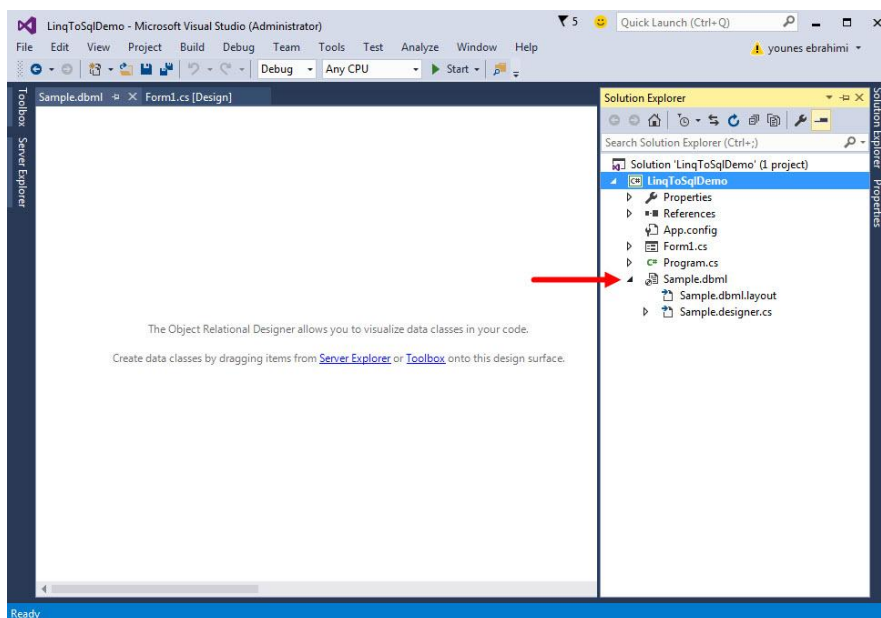 LinqToSqlDemo - Microsoft Visual Studio (Administrator)
5
Quick Launch (Ctrl+Q)
File Edit View Project Build Debug Team Tools Test Analyze Window Help
younes ebrahimi
Debug Any CPU Start
Toolbox
Server Explorer
Sample.dbml Form1.cs [Design]
The Object Relational Designer allows you to visualize data classes in your code.
Create data classes by dragging items from Server Explorer or Toolbox onto this design surface.
Solution Explorer
Search Solution Explorer (Ctrl+;)
Solution 'LinqToSqlDemo' (1 project)
C# LinqToSqlDemo
Properties
References
App.config
Form1.cs
C# Program.cs
Sample.dbml
Sample.dbml.layout
Sample.designer.cs
Solution Explorer
Properties
Ready